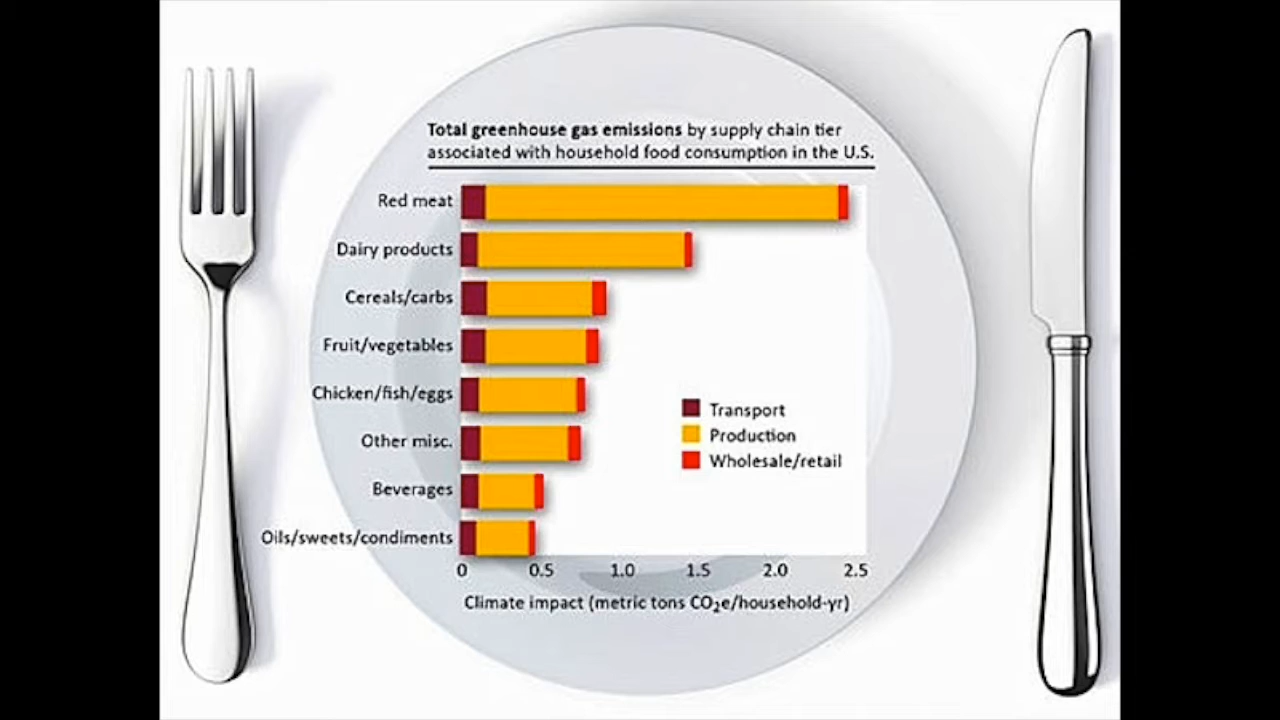 Total greenhouse gas emissions by supply chain tier
associated with household food consumption in the U.S.
Red meat
Dairy products
Cereals/carbs
Fruit/vegetables
Chicken/fish/eggs
Other misc.
Beverages
Oils/sweets/condiments
Transport
Production
Wholesale/retail
0 0.5 1.0 1.5 2.0 2.5
Climate impact (metric tons CO₂e/household-yr)